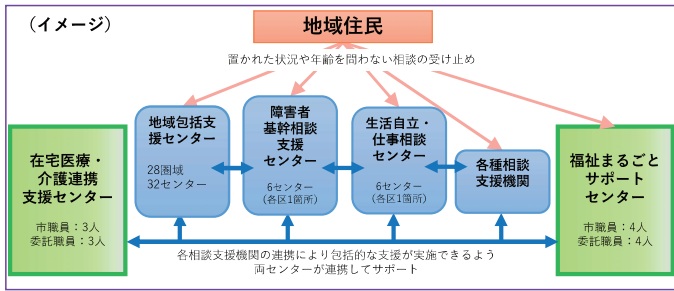 （イメージ）
地域住民
置かれた状況や年齢を問わない相談の受け止め
在宅医療・
介護連携
支援センター
市職員：3人
委託職員：3人
地域包括支
援センター
28圏域
32センター
障害者
基幹相談
支援
センター
6センター
（各区1箇所）
生活自立・
仕事相談
センター
6センター
（各区1箇所）
各種相談
支援機関
福祉まるごと
サポート
センター
市職員：4人
委託職員：4人
各相談支援機関の連携により包括的な支援が実施できるよう
両センターが連携してサポート